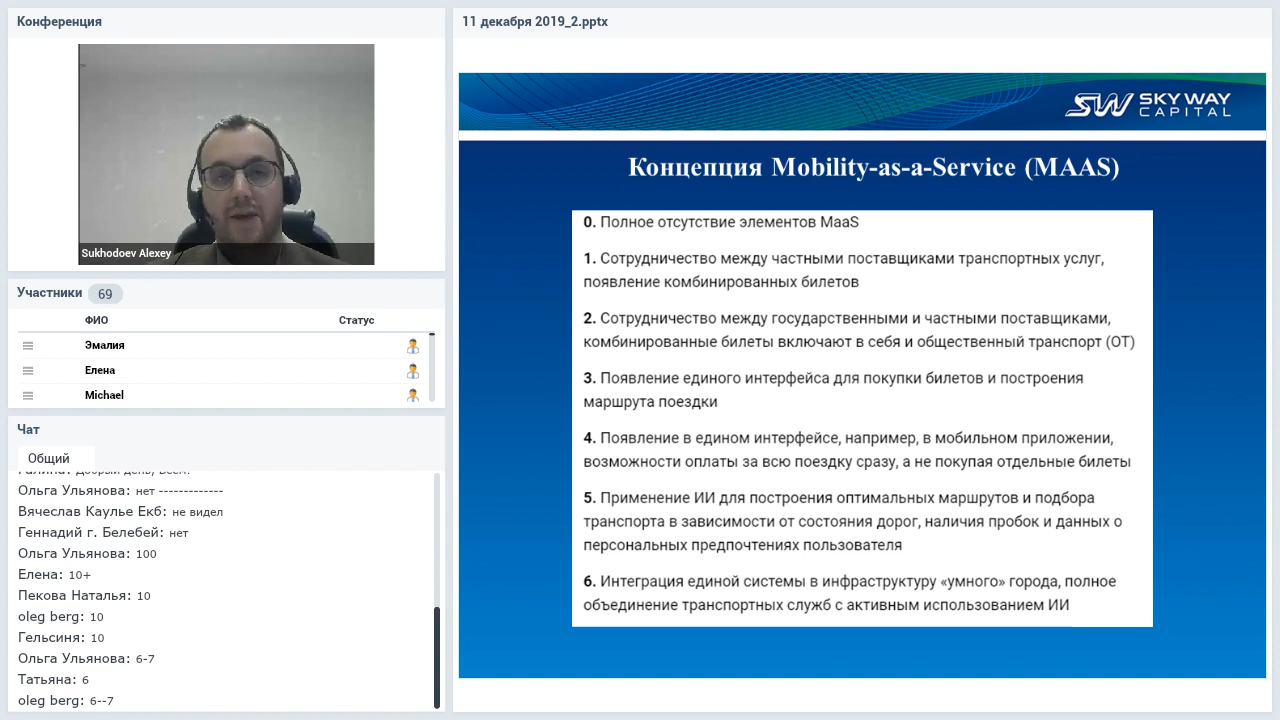 Конференция
Sukhodoev Alexey
Участники 69
ФИО Статус
Эмалия
Елена
Michael
Чат
Общий
Галина: Добрый день, всем!
Ольга Ульянова: нет -------------
Вячеслав Каулье Екб: не видел
Геннадий г. Белебей: нет
Ольга Ульянова: 100
Елена: 10+
Пекова Наталья: 10
oleg berg: 10
Гельсиня: 10
Ольга Ульянова: 6-7
Татьяна: 6
oleg berg: 6--7
11 декабря 2019_2.pptx
SW SKY WAY
CAPITAL
Концепция Mobility-as-a-Service (MAAS)
0. Полное отсутствие элементов MaaS
1. Сотрудничество между частными поставщиками транспортных услуг,
появление комбинированных билетов
2. Сотрудничество между государственными и частными поставщиками,
комбинированные билеты включают в себя и общественный транспорт (ОТ)
3. Появление единого интерфейса для покупки билетов и построения
маршрута поездки
4. Появление в едином интерфейсе, например, в мобильном приложении,
возможности оплаты за всю поездку сразу, а не покупая отдельные билеты
5. Применение ИИ для построения оптимальных маршрутов и подбора
транспорта в зависимости от состояния дорог, наличия пробок и данных о
персональных предпочтениях пользователя
6. Интеграция единой системы в инфраструктуру «умного» города, полное
объединение транспортных служб с активным использованием ИИ